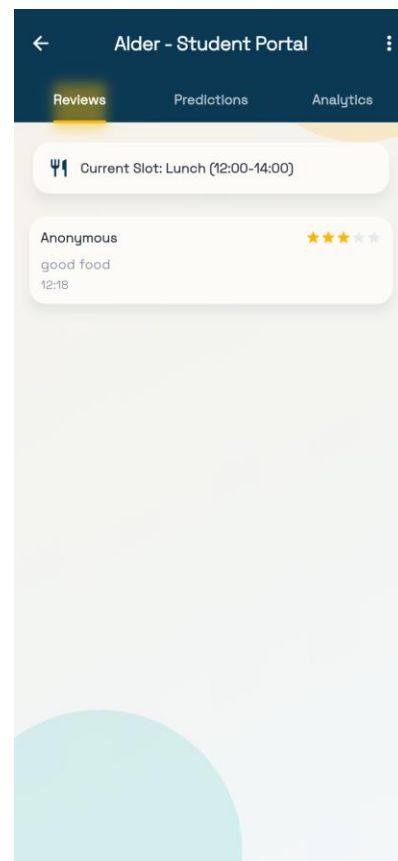 Alder - Student Portal
Reviews Predictions Analytics
Current Slot: Lunch (12:00-14:00)
Anonymous
good food
12:18